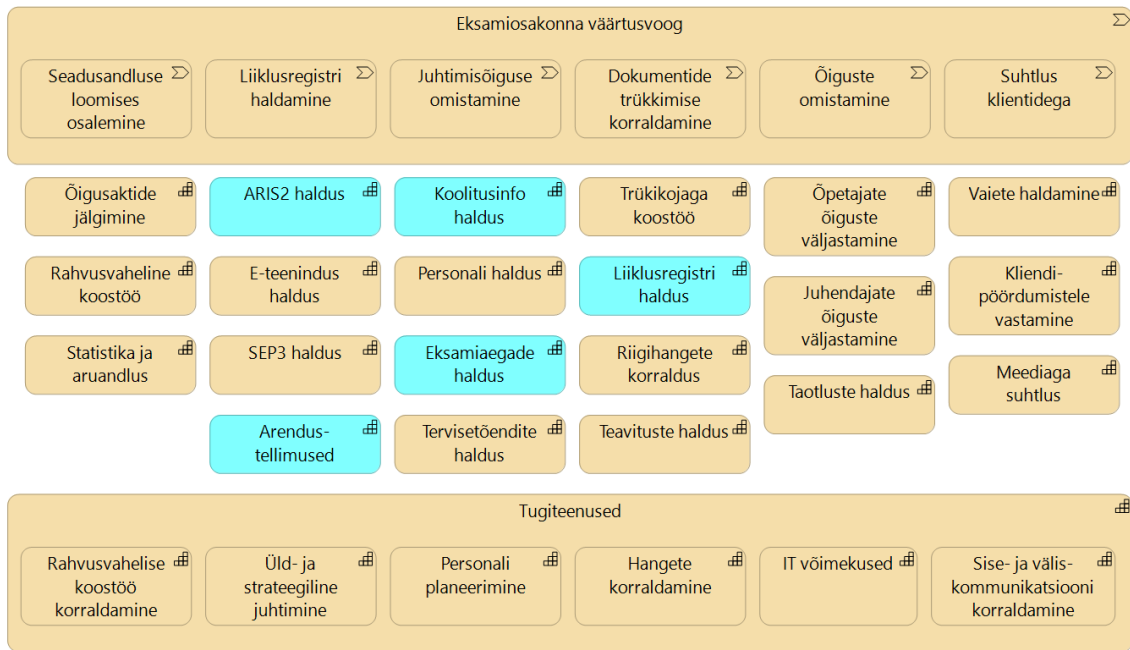 Eksamiosakonna väärtusvoog
Seadusandluse
loomises
osalemine
Liiklusregistri
haldamine
Juhtimisõiguse
omistamine
Dokumentide
trükkimise
korraldamine
Õiguste
omistamine
Suhtlus
klientidega
Õigusaktide
jälgimine
ARIS2 haldus
Koolitusinfo
haldus
Trükikojaga
koostöö
Õpetajate
õiguste
väljastamine
Vaiete haldamine
Rahvusvaheline
koostöö
E-teenindus
haldus
Personali haldus
Liiklusregistri
haldus
Juhendajate
õiguste
väljastamine
Kliendi-
pöördumistele
vastamine
Statistika ja
aruandlus
SEP3 haldus
Eksamiaegade
haldus
Riigihangete
korraldus
Taotluste haldus
Meediaga
suhtlus
Arendus-
tellimused
Tervisetõendite
haldus
Teavituste haldus
Tugiteenused
Rahvusvahelise
koostöö
korraldamine
Üld- ja
strateegiline
juhtimine
Personali
planeerimine
Hangete
korraldamine
IT võimekused
Sise- ja välis-
kommunikatsiooni
korraldamine